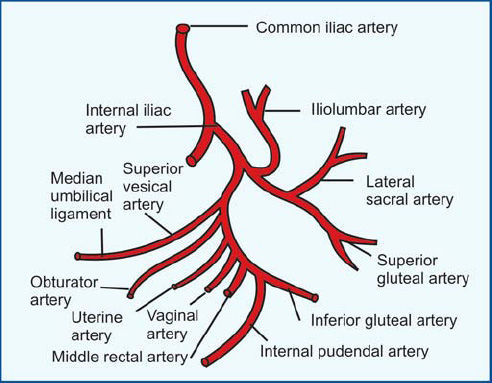 Common iliac artery
Internal iliac
artery
Iliolumbar artery
Superior
vesical
artery
Median
umbilical
ligament
Lateral
sacral artery
Superior
gluteal artery
Obturator
artery
Uterine
artery
Vaginal
artery
Inferior gluteal artery
Middle rectal artery
Internal pudendal artery